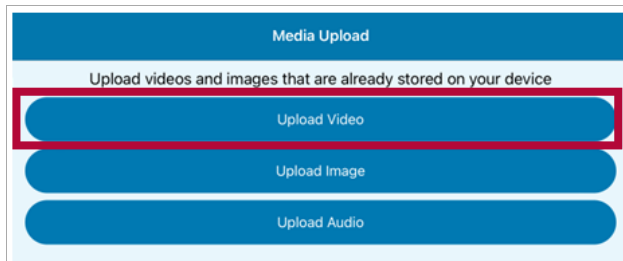 Media Upload
Upload videos and images that are already stored on your device
Upload Video
Upload Image
Upload Audio